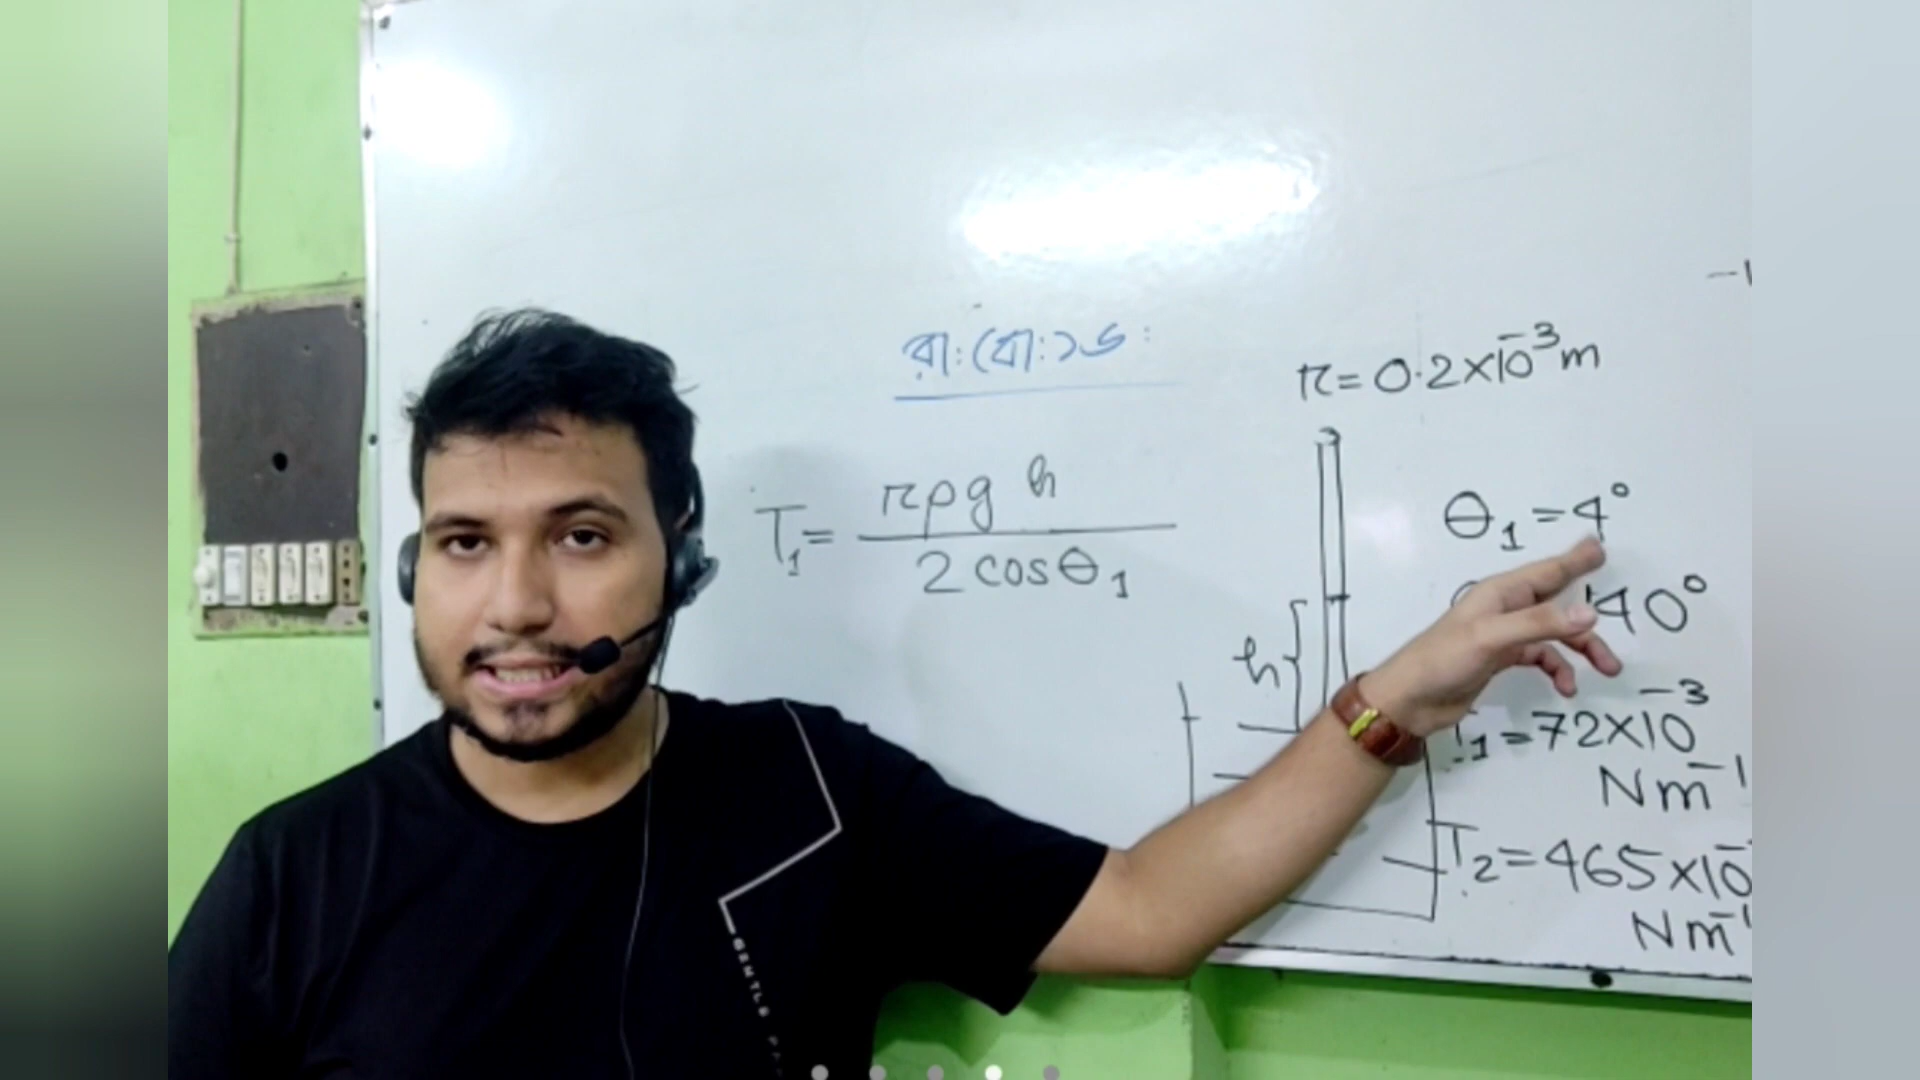 রা: বো: ১৬ :
r = 0.2×10⁻³ m
T₁ = rρg h / 2 cosθ₁
θ₁ = 4°
140°
h
T₁ = 72×10⁻³
Nm⁻¹
T₂ = 465×10⁻
Nm⁻¹